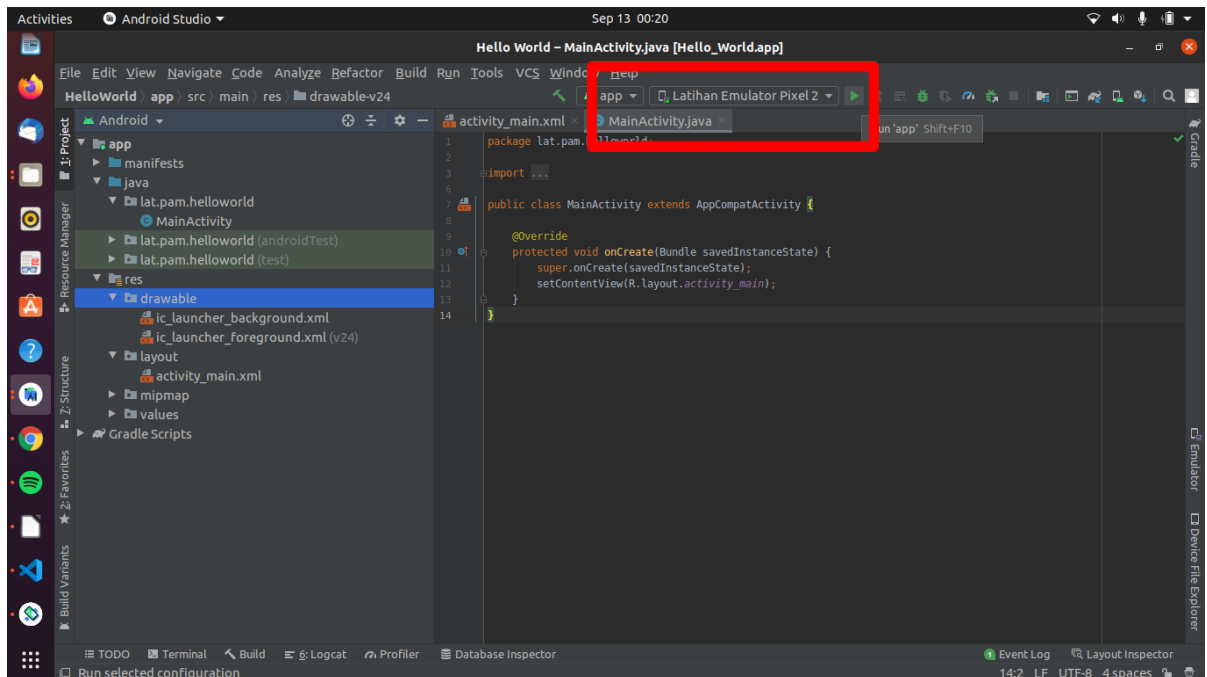 Activities Android Studio Sep 13 00:20
Hello World – MainActivity.java [Hello_World.app]
File Edit View Navigate Code Analyze Refactor Build Run Tools VCS Window Help
HelloWorld app src main res drawable-v24 app Latihan Emulator Pixel 2
Android activity_main.xml MainActivity.java
'app' Shift+F10
1: Project
Resource Manager
7: Structure
2: Favorites
Build Variants
app
manifests
java
lat.pam.helloworld
MainActivity
lat.pam.helloworld (androidTest)
lat.pam.helloworld (test)
res
drawable
ic_launcher_background.xml
ic_launcher_foreground.xml (v24)
layout
activity_main.xml
mipmap
values
Gradle Scripts
1 package lat.pam.helloworld;
2
3 import ...
6
7 public class MainActivity extends AppCompatActivity {
8
9 @Override
10 protected void onCreate(Bundle savedInstanceState) {
11 super.onCreate(savedInstanceState);
12 setContentView(R.layout.activity_main);
13 }
14 }
Gradle
Emulator
Device File Explorer
TODO Terminal Build 6: Logcat Profiler Database Inspector 1 Event Log Layout Inspector
Run selected configuration 14:2 LF UTF-8 4 spaces